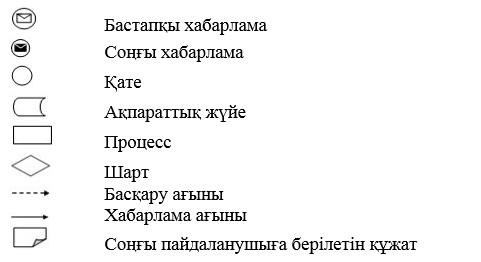 Бастапқы хабарлама
Соңғы хабарлама
Қате
Ақпараттық жүйе
Процесс
Шарт
Басқару ағыны
Хабарлама ағыны
Соңғы пайдаланушыға берілетін құжат